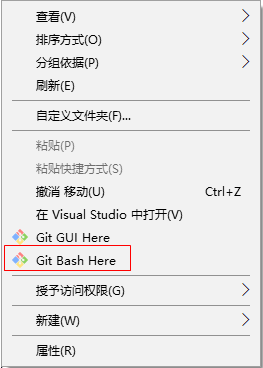 查看(V)
排序方式(O)
分组依据(P)
刷新(E)
自定义文件夹(F)...
粘贴(P)
粘贴快捷方式(S)
撤消 移动(U) Ctrl+Z
在 Visual Studio 中打开(V)
Git GUI Here
Git Bash Here
授予访问权限(G)
新建(W)
属性(R)